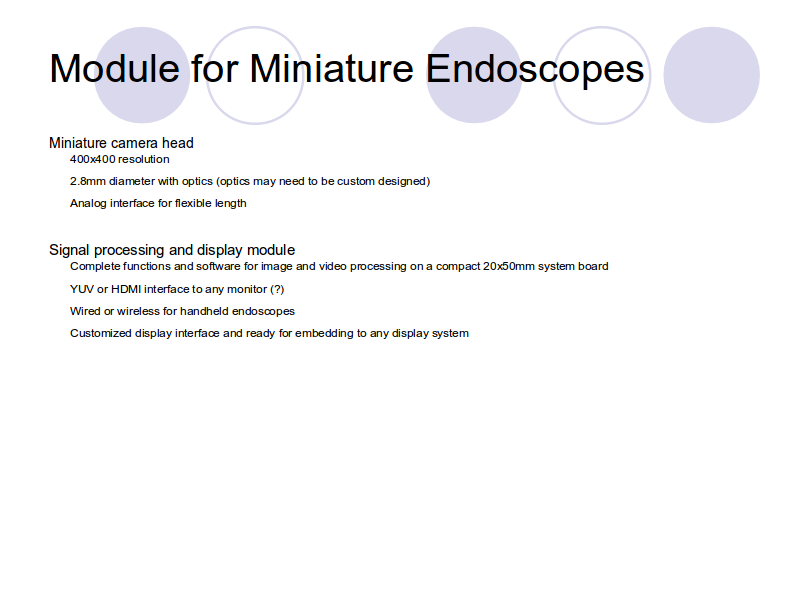 Module for Miniature Endoscopes
Miniature camera head
400x400 resolution
2.8mm diameter with optics (optics may need to be custom designed)
Analog interface for flexible length
Signal processing and display module
Complete functions and software for image and video processing on a compact 20x50mm system board
YUV or HDMI interface to any monitor (?)
Wired or wireless for handheld endoscopes
Customized display interface and ready for embedding to any display system